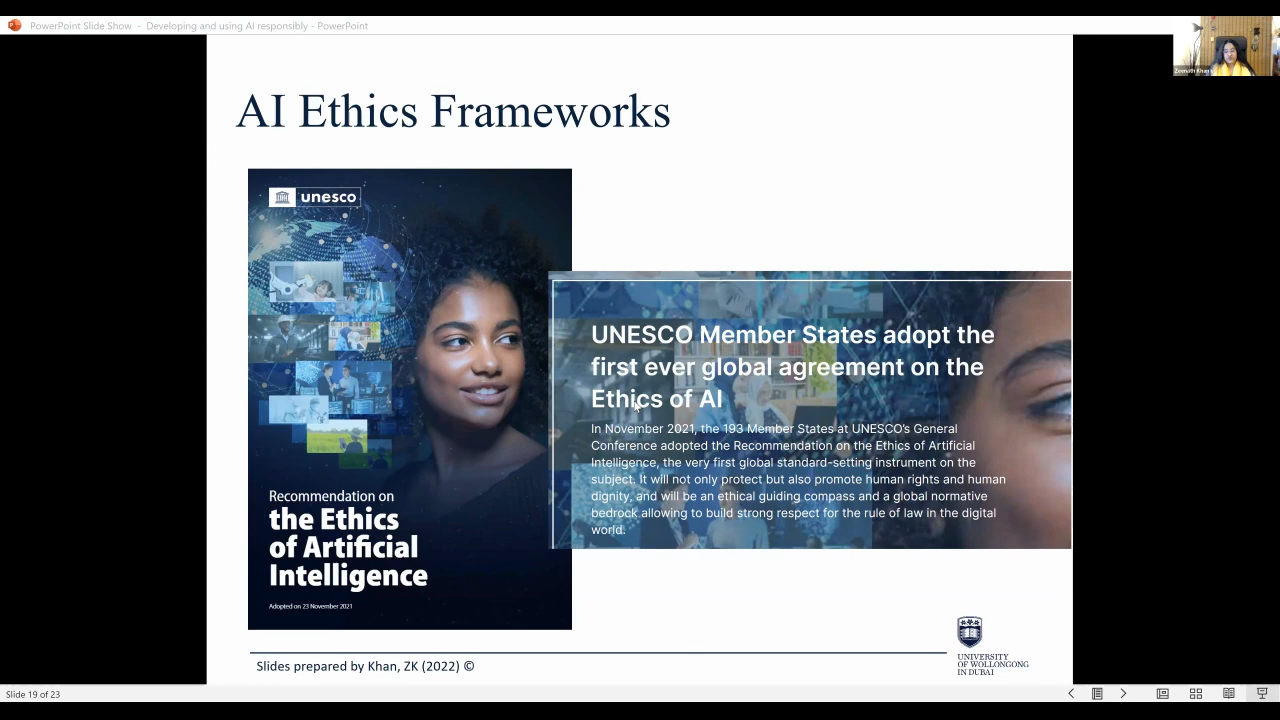 PowerPoint Slide Show - Developing and using AI responsibly - PowerPoint
Zeenath Khan
AI Ethics Frameworks
unesco
UNESCO Member States adopt the
first ever global agreement on the
Ethics of AI
In November 2021, the 193 Member States at UNESCO's General
Conference adopted the Recommendation on the Ethics of Artificial
Intelligence, the very first global standard-setting instrument on the
subject. It will not only protect but also promote human rights and human
dignity, and will be an ethical guiding compass and a global normative
bedrock allowing to build strong respect for the rule of law in the digital
world.
Recommendation on
the Ethics
of Artificial
Intelligence
Adopted on 23 November 2021
Slides prepared by Khan, ZK (2022) ©
UNIVERSITY
OF WOLLONGONG
IN DUBAI
Slide 19 of 23